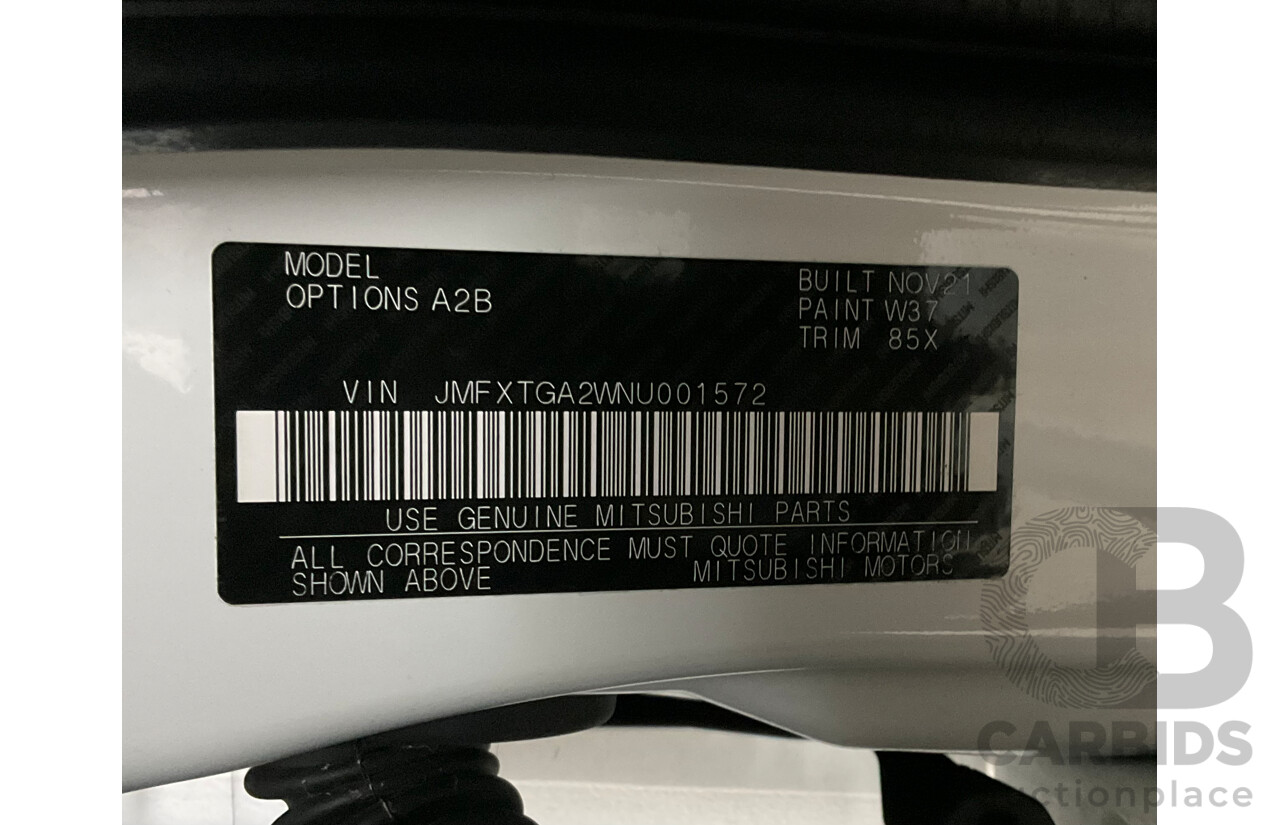 MODEL
OPTIONS A2B
BUILT NOV21
PAINT W37
TRIM 85X
VIN JMFXTGA2WNU001572
USE GENUINE MITSUBISHI PARTS
ALL CORRESPONDENCE MUST QUOTE INFORMATION
SHOWN ABOVE MITSUBISHI MOTORS
CB
CARBIDS
auctionplace